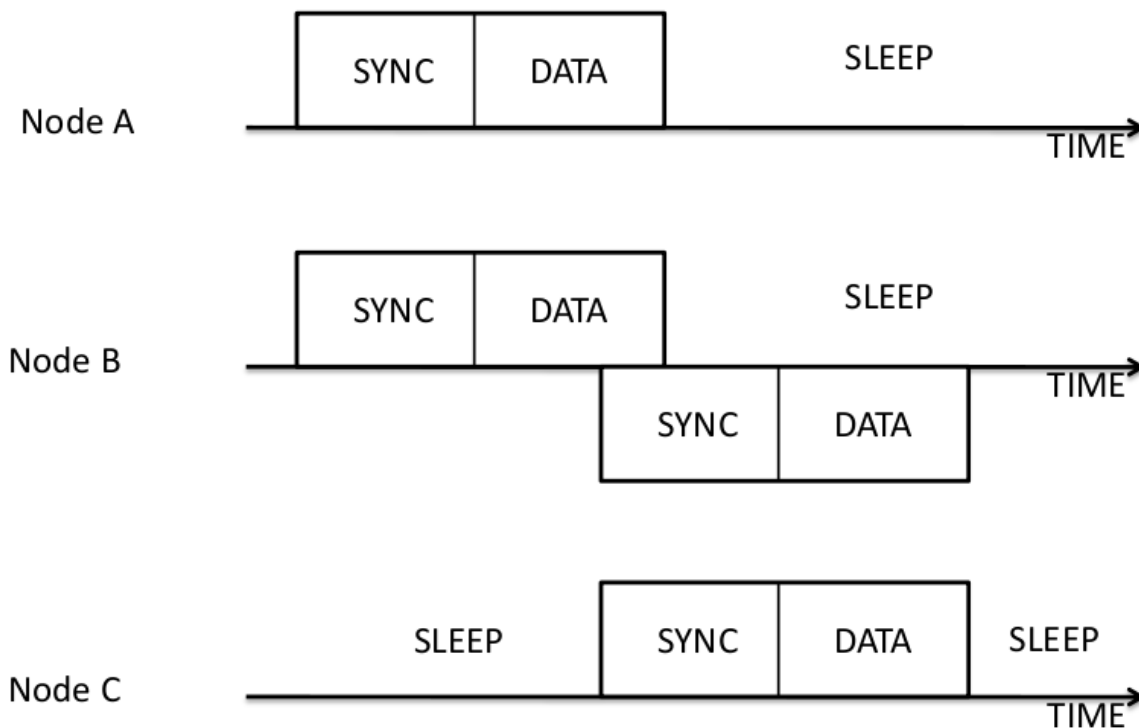 SYNC DATA SLEEP
Node A
TIME
SYNC DATA SLEEP
Node B
TIME
SYNC DATA
SLEEP SYNC DATA SLEEP
Node C
TIME